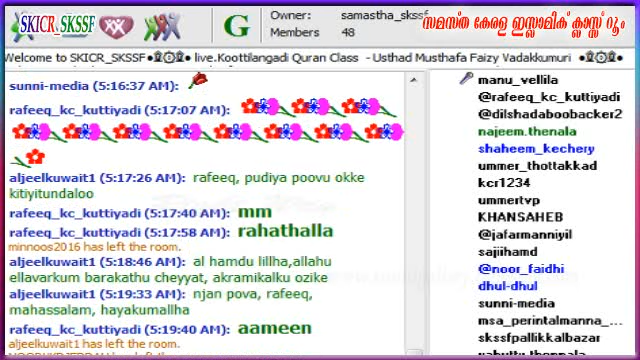 SKICR_SKSSF
G
Owner: samastha_skssf
Members 48
സമസ്ത കേരള ഇസ്ലാമിക് ക്ലാസ്സ് റൂം
Welcome to SKICR_SKSSF●۩۞۩● live.Koottilangadi Quran Class - Usthad Musthafa Faizy Vadakkumuri ●۩۞۩●
sunni-media (5:16:37 AM):
rafeeq_kc_kuttiyadi (5:17:07 AM):
aljeelkuwait1 (5:17:26 AM): rafeeq, pudiya poovu okke
kitiyitundaloo
rafeeq_kc_kuttiyadi (5:17:40 AM): mm
rafeeq_kc_kuttiyadi (5:17:58 AM): rahathalla
minnoos2016 has left the room.
aljeelkuwait1 (5:18:46 AM): al hamdu lillha,allahu
ellavarkum barakathu cheyyat, akramikalku ozike
aljeelkuwait1 (5:19:33 AM): njan pova, rafeeq,
mahassalam, hayakumallha
rafeeq_kc_kuttiyadi (5:19:40 AM): aameen
aljeelkuwait1 has left the room.
manu_vellila
@rafeeq_kc_kuttiyadi
@dilshadaboobacker2
najeem.thenala
shaheem_kechery
ummer_thottakkad
kcr1234
ummertvp
KHANSAHEB
@jafarmanniyil
sajiihamd
@noor_faidhi
dhul-dhul
sunni-media
msa_perintalmanna_...
skssfpallikkalbazar